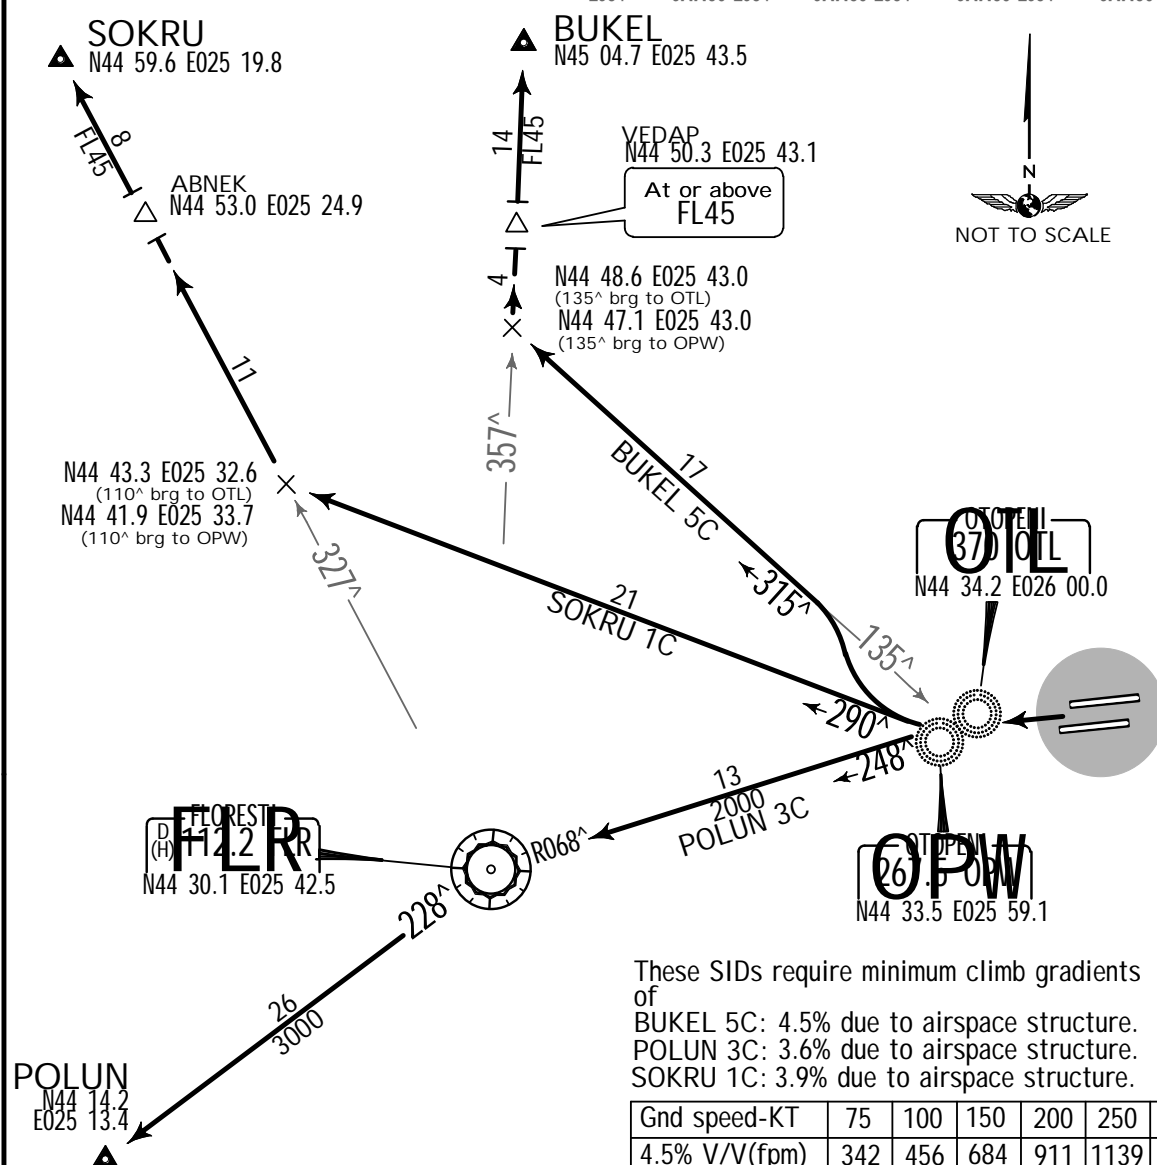 SOKRU
N44 59.6 E025 19.8
BUKEL
N45 04.7 E025 43.5
8
FL45
14
FL45
VEDAP
N44 50.3 E025 43.1
At or above
FL45
N
NOT TO SCALE
ABNEK
N44 53.0 E025 24.9
4
N44 48.6 E025 43.0
(135^ brg to OTL)
N44 47.1 E025 43.0
(135^ brg to OPW)
11
357^
17
BUKEL 5C
N44 43.3 E025 32.6
(110^ brg to OTL)
N44 41.9 E025 33.7
(110^ brg to OPW)
327^
21
SOKRU 1C
315^
135^
OTOPENI
OTL
370 OTL
N44 34.2 E026 00.0
290^
248^
13
2000
POLUN 3C
FLORESTI
FLR
D
(H)
112.2 FLR
N44 30.1 E025 42.5
R068^
228^
OTOPENI
OPW
N44 33.5 E025 59.1
26
3000
POLUN
N44 14.2
E025 13.4
These SIDs require minimum climb gradients
of
BUKEL 5C: 4.5% due to airspace structure.
POLUN 3C: 3.6% due to airspace structure.
SOKRU 1C: 3.9% due to airspace structure.
Gnd speed-KT 75 100 150 200 250
4.5% V/V(fpm) 342 456 684 911 1139